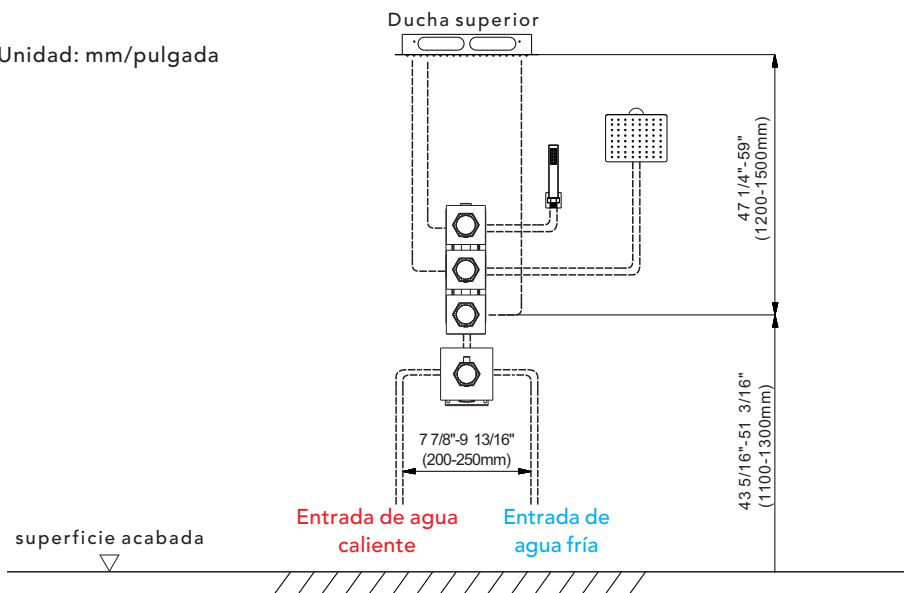 Ducha superior
Unidad: mm/pulgada
47 1/4"-59"
(1200-1500mm)
43 5/16"-51 3/16"
(1100-1300mm)
7 7/8"-9 13/16"
(200-250mm)
Entrada de agua
caliente
Entrada de
agua fría
superficie acabada